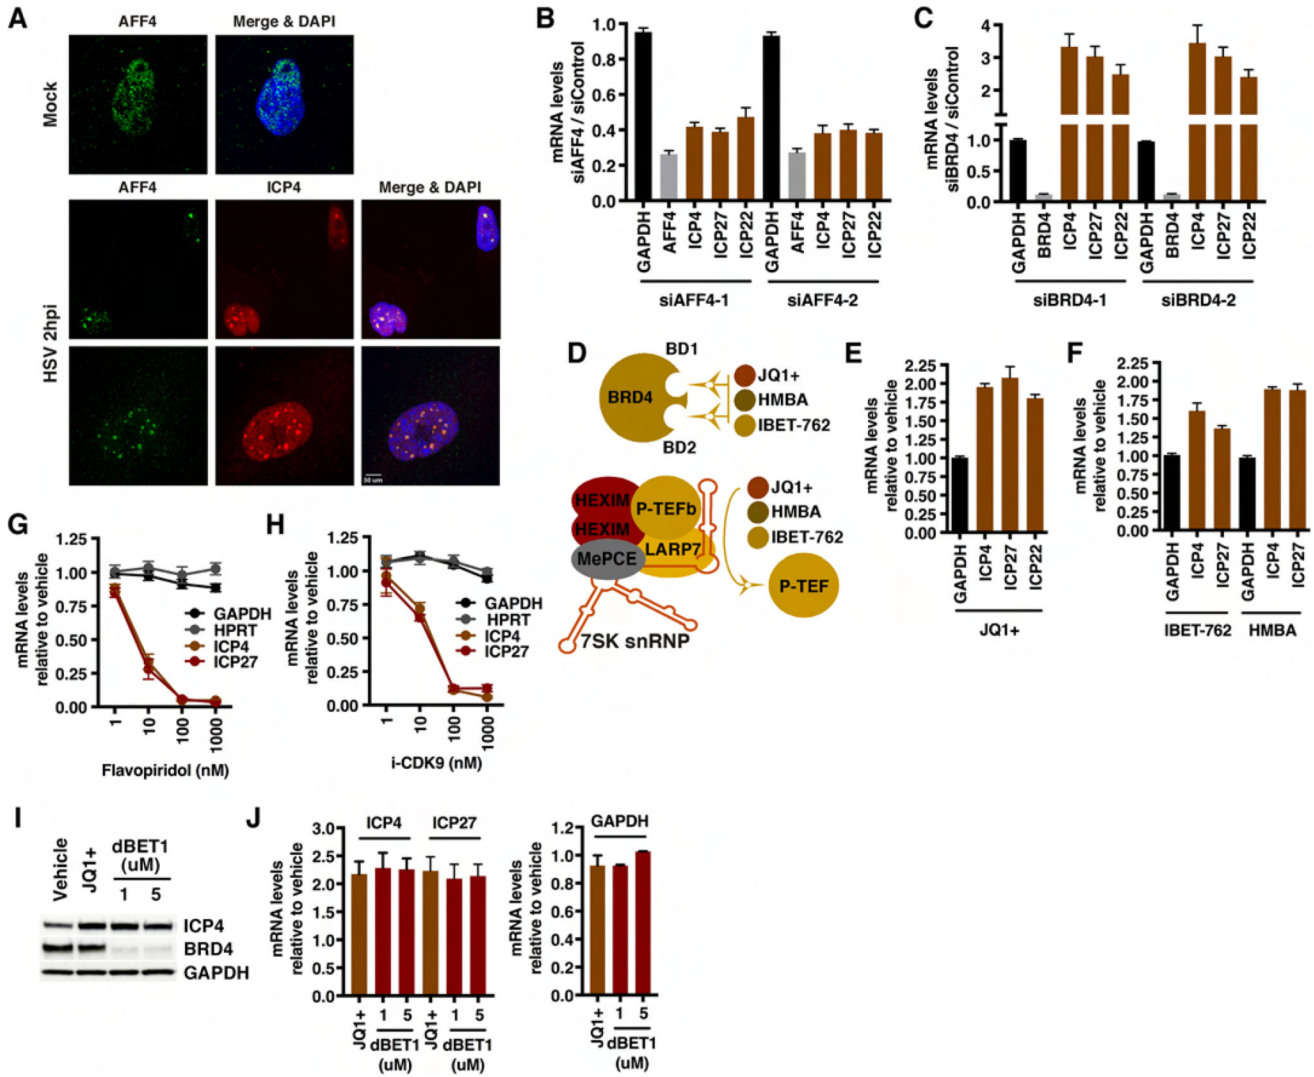 A
AFF4
Merge & DAPI
Mock
AFF4
ICP4
Merge & DAPI
HSV 2hpi
50 um
B
mRNA levels
siAFF4 / siControl
1.0
0.8
0.6
0.4
0.2
0.0
GAPDH
AFF4
ICP4
ICP27
ICP22
GAPDH
AFF4
ICP4
ICP27
ICP22
siAFF4-1
siAFF4-2
C
mRNA levels
siBRD4 / siControl
4
3
2
1.0
0.5
0.0
GAPDH
BRD4
ICP4
ICP27
ICP22
GAPDH
BRD4
ICP4
ICP27
ICP22
siBRD4-1
siBRD4-2
D
BD1
BRD4
BD2
JQ1+
HMBA
IBET-762
HEXIM
HEXIM
P-TEFb
MePCE
LARP7
7SK snRNP
JQ1+
HMBA
IBET-762
P-TEF
E
mRNA levels
relative to vehicle
2.25
2.00
1.75
1.50
1.25
1.00
0.75
0.50
0.25
0.00
GAPDH
ICP4
ICP27
ICP22
JQ1+
F
mRNA levels
relative to vehicle
2.25
2.00
1.75
1.50
1.25
1.00
0.75
0.50
0.25
0.00
GAPDH
ICP4
ICP27
GAPDH
ICP4
ICP27
IBET-762
HMBA
G
mRNA levels
relative to vehicle
1.25
1.00
0.75
0.50
0.25
0.00
GAPDH
HPRT
ICP4
ICP27
1
10
100
1000
Flavopiridol (nM)
H
mRNA levels
relative to vehicle
1.25
1.00
0.75
0.50
0.25
0.00
GAPDH
HPRT
ICP4
ICP27
1
10
100
1000
i-CDK9 (nM)
I
Vehicle
JQ1+
dBET1
(uM)
1 5
ICP4
BRD4
GAPDH
J
mRNA levels
relative to vehicle
3.0
2.5
2.0
1.5
1.0
0.5
0.0
ICP4
ICP27
JQ1+
1
5
JQ1+
1
5
dBET1
(uM)
dBET1
(uM)
mRNA levels
relative to vehicle
1.2
1.0
0.8
0.6
0.4
0.2
0.0
GAPDH
JQ1+
1
5
dBET1
(uM)